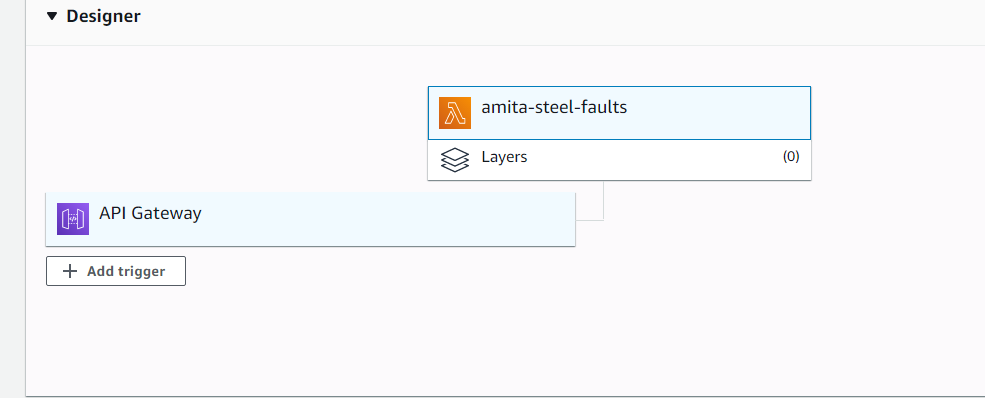 Designer
amita-steel-faults
Layers
(0)
API Gateway
Add trigger